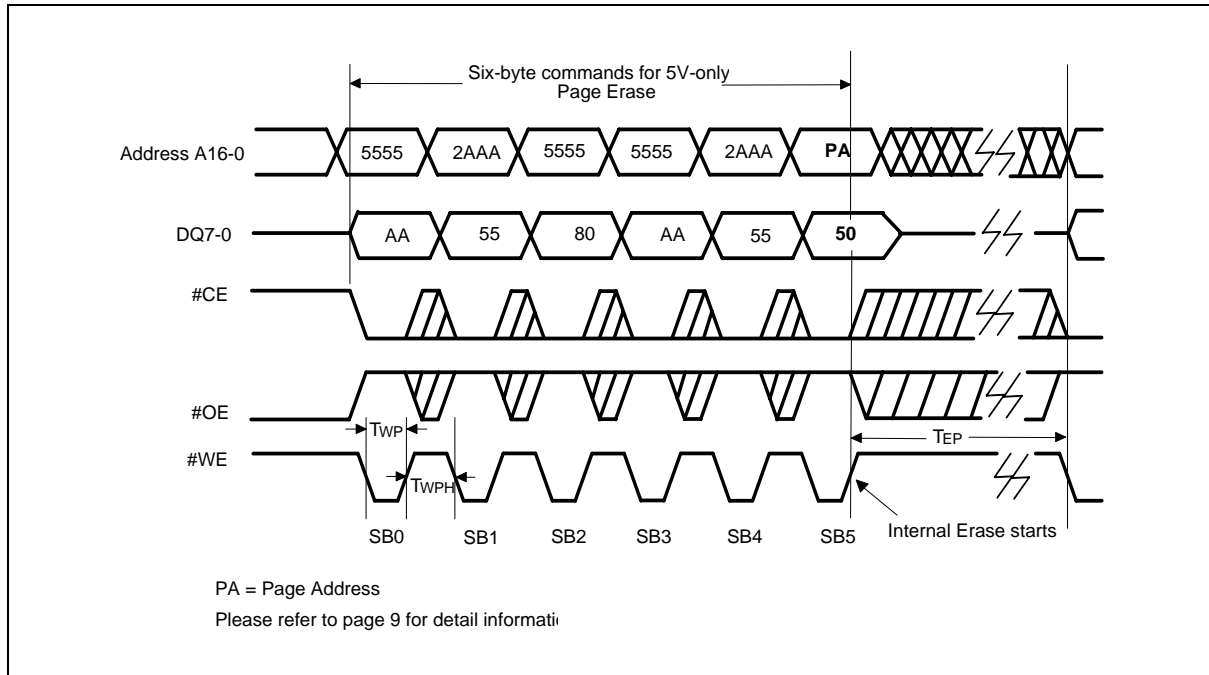 Six-byte commands for 5V-only
Page Erase
Address A16-0
5555 2AAA 5555 5555 2AAA PA
DQ7-0
AA 55 80 AA 55 50
#CE
#OE
TWP
TEP
#WE
TWPH
SB0 SB1 SB2 SB3 SB4 SB5
Internal Erase starts
PA = Page Address
Please refer to page 9 for detail informati